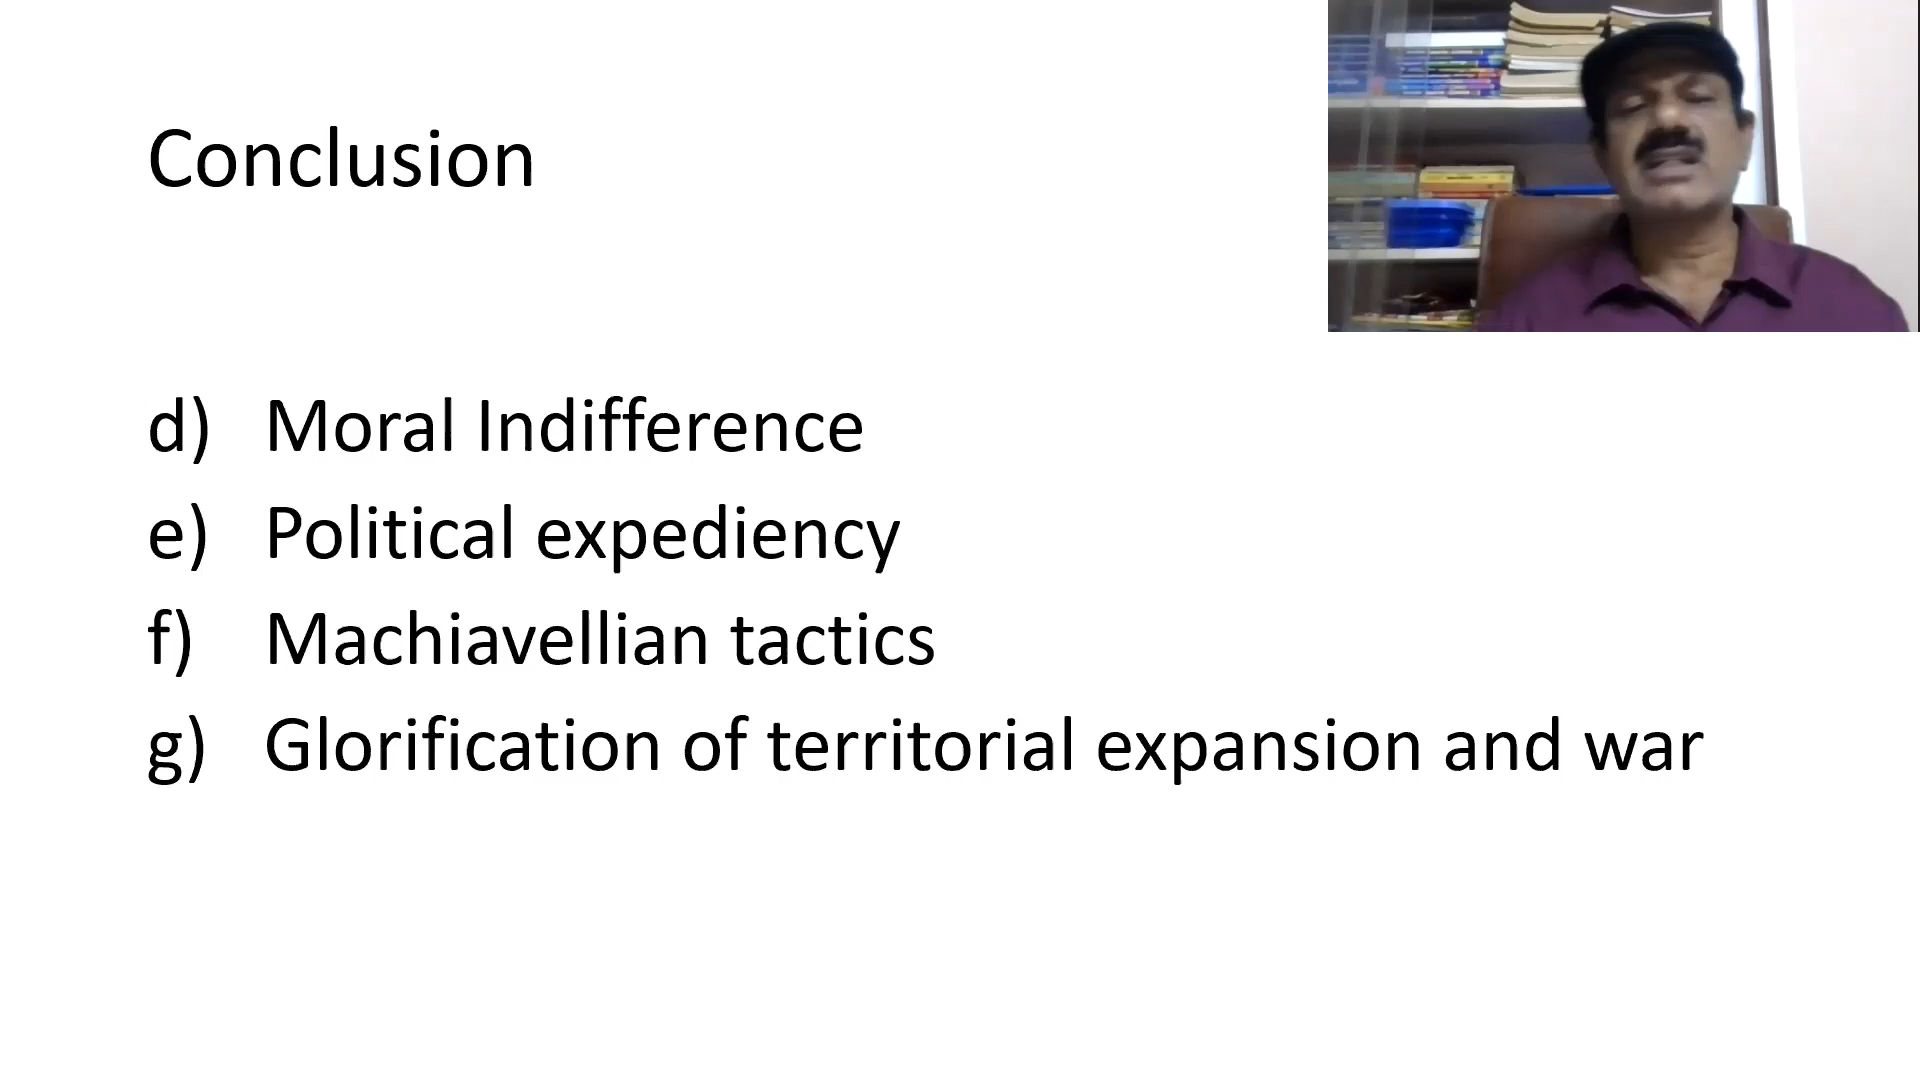 Conclusion
d) Moral Indifference
e) Political expediency
f) Machiavellian tactics
g) Glorification of territorial expansion and war